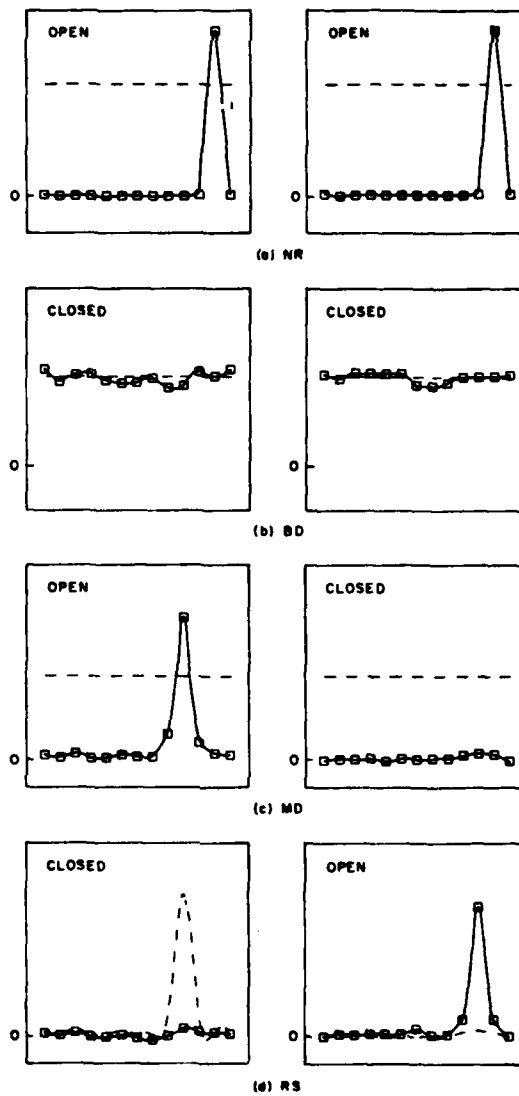 OPEN OPEN
0 0
(a) NR
CLOSED CLOSED
0 0
(b) BD
OPEN CLOSED
0 0
(c) MD
CLOSED OPEN
0 0
(d) RS